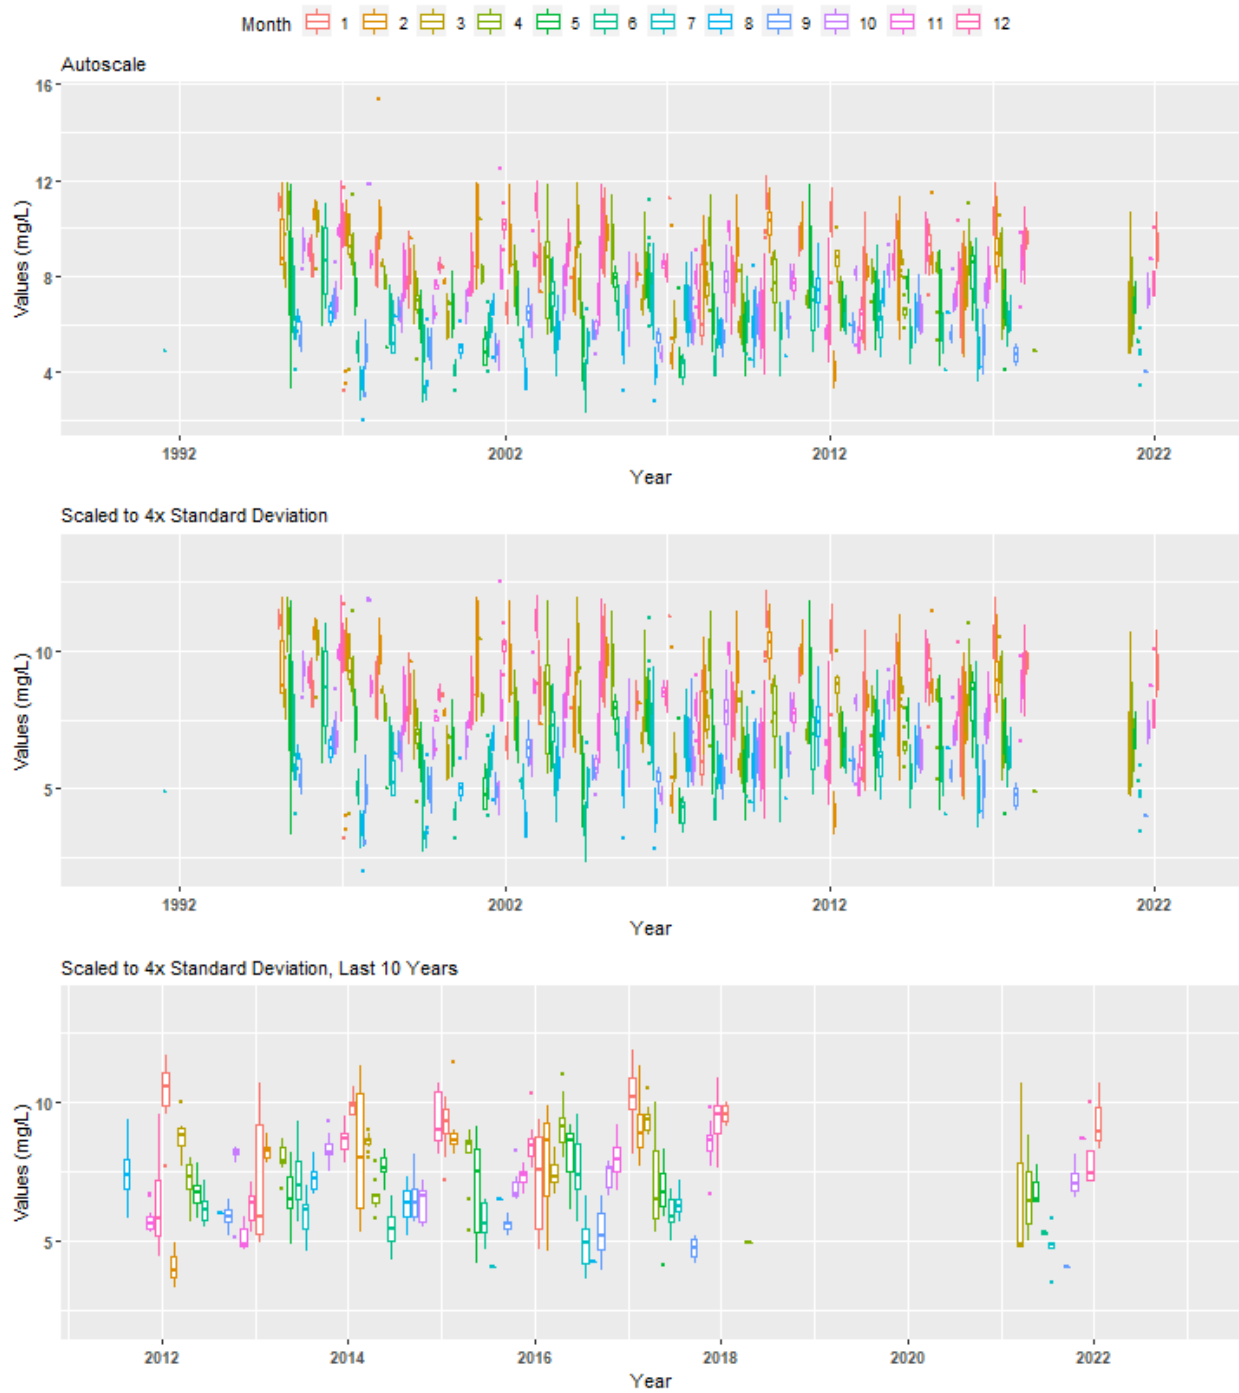 Month 1 2 3 4 5 6 7 8 9 10 11 12
Autoscale
16
12
8
4
Values (mg/L)
1992 2002 2012 2022
Year
Scaled to 4x Standard Deviation
10
5
Values (mg/L)
1992 2002 2012 2022
Year
Scaled to 4x Standard Deviation, Last 10 Years
10
5
Values (mg/L)
2012 2014 2016 2018 2020 2022
Year